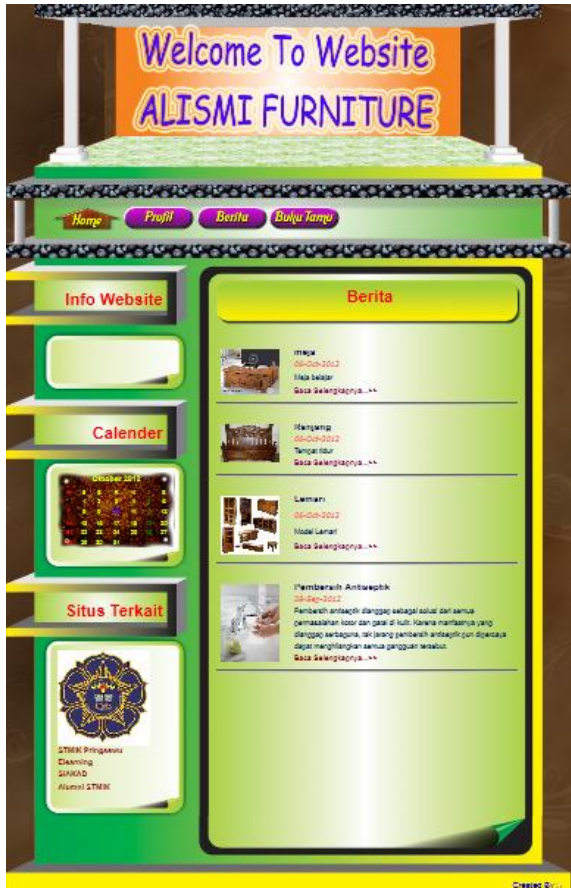 Welcome To Website
ALISMI FURNITURE
Home Profil Berita Buku Tamu
Info Website
Calender
Oktober 2012
Situs Terkait
STMIK Pringsewu
Elearning
SIAKAD
Alumni STMIK
Berita
meja
06-Oct-2012
Meja belajar
Baca Selengkapnya...>>
Ranjang
06-Oct-2012
Tempat tidur
Baca Selengkapnya...>>
Lemari
06-Oct-2012
Model Lemari
Baca Selengkapnya...>>
Pembersih Antiseptik
28-Sep-2012
Pembersih antiseptik dianggap sebagai solusi dari semua
permasalahan kotor dan gatal di kulit. Karena manfaatnya yang
dianggap serbaguna, tak jarang pembersih antiseptik pun dipercaya
dapat menghilangkan semua gangguan tersebut.
Baca Selengkapnya...>>
Created By...